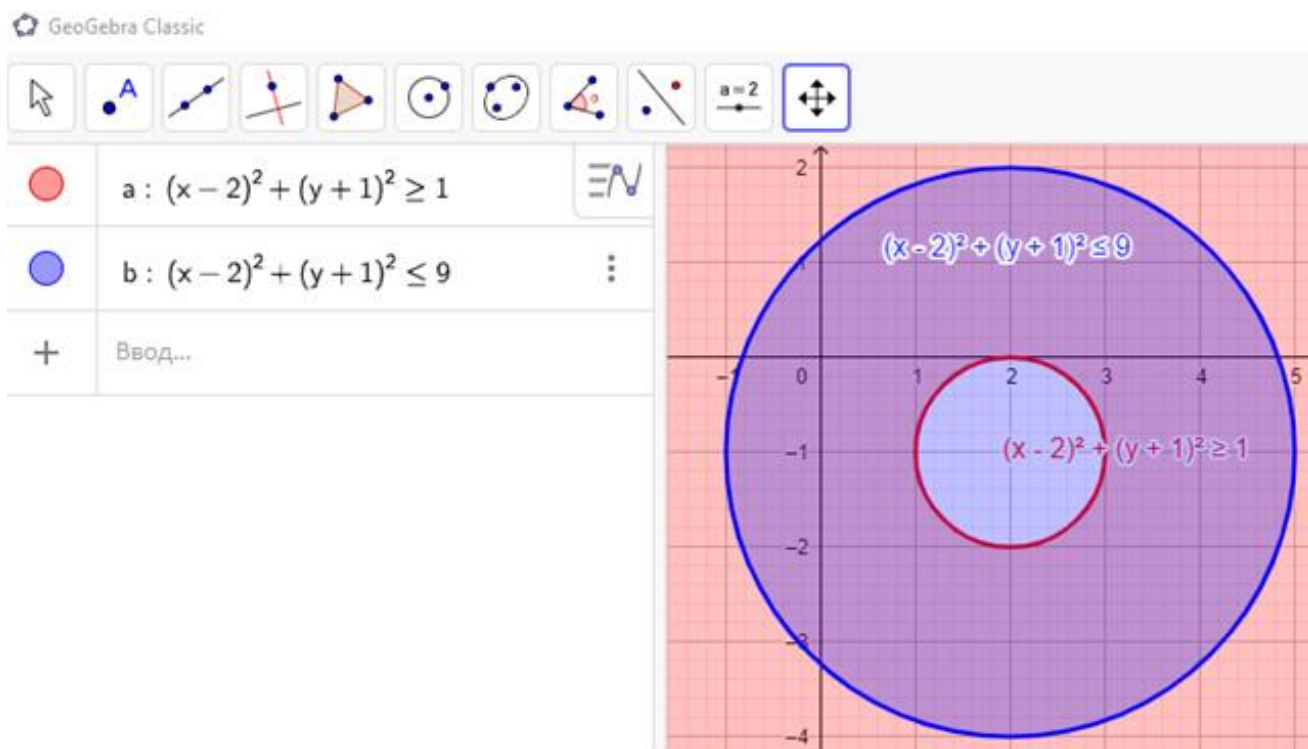 GeoGebra Classic
A
a = 2
a : (x − 2)² + (y + 1)² ≥ 1
b : (x − 2)² + (y + 1)² ≤ 9
Ввод...
2
(x - 2)² + (y + 1)² ≤ 9
1
–1 0 1 2 3 4 5
–1
(x - 2)² + (y + 1)² ≥ 1
–2
–3
–4